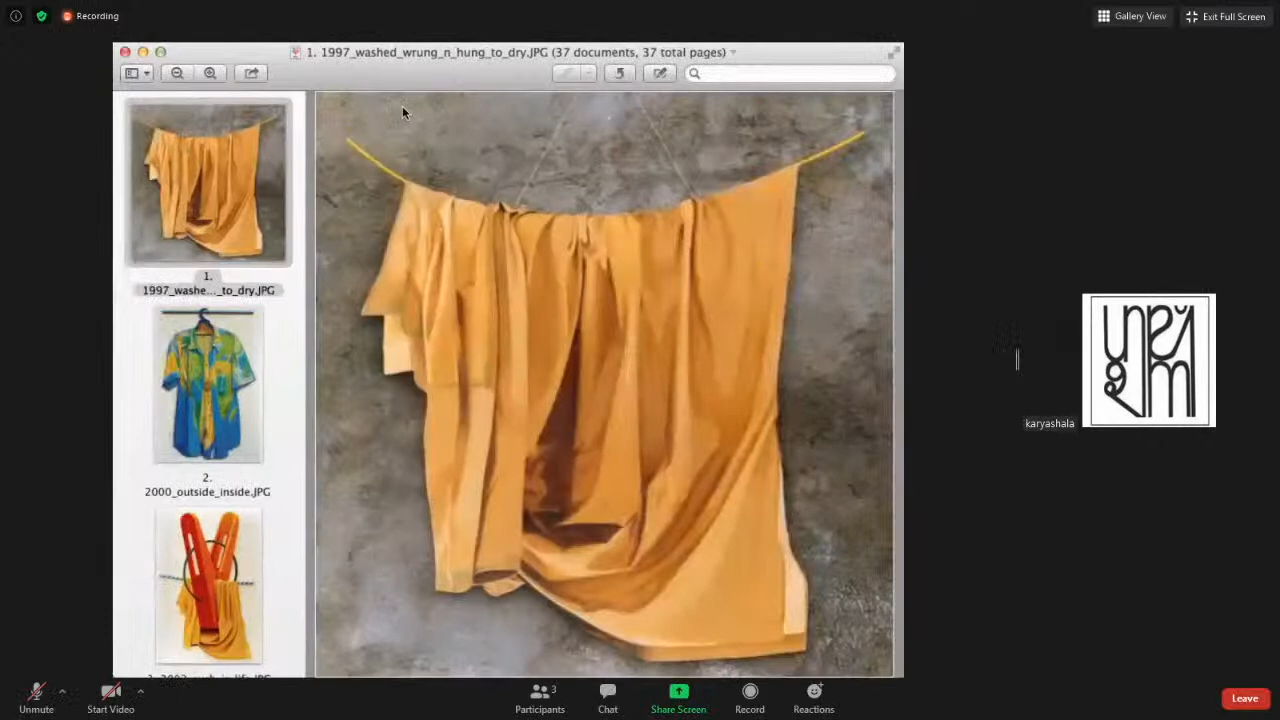 Recording
Gallery View
Exit Full Screen
1. 1997_washed_wrung_n_hung_to_dry.JPG (37 documents, 37 total pages)
1.
1997_washe..._to_dry.JPG
2.
2000_outside_inside.JPG
karyashala
Unmute
Start Video
Participants
3
Chat
Share Screen
Record
Reactions
Leave